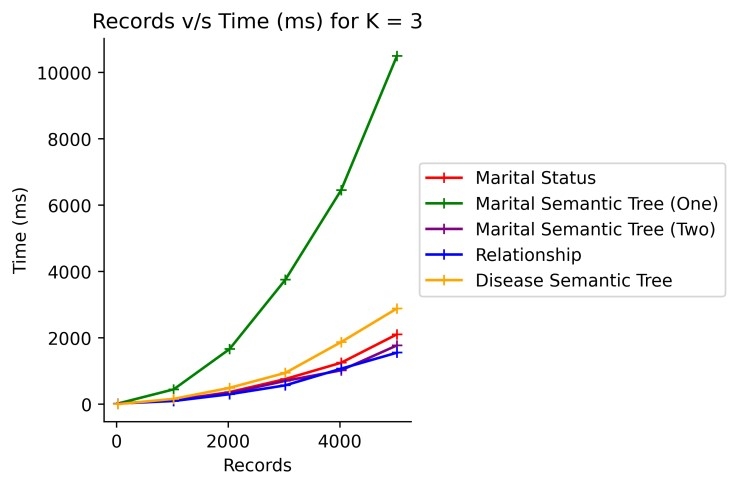 Records v/s Time (ms) for K = 3
10000
8000
6000
4000
2000
0
Time (ms)
0 2000 4000
Records
Marital Status
Marital Semantic Tree (One)
Marital Semantic Tree (Two)
Relationship
Disease Semantic Tree